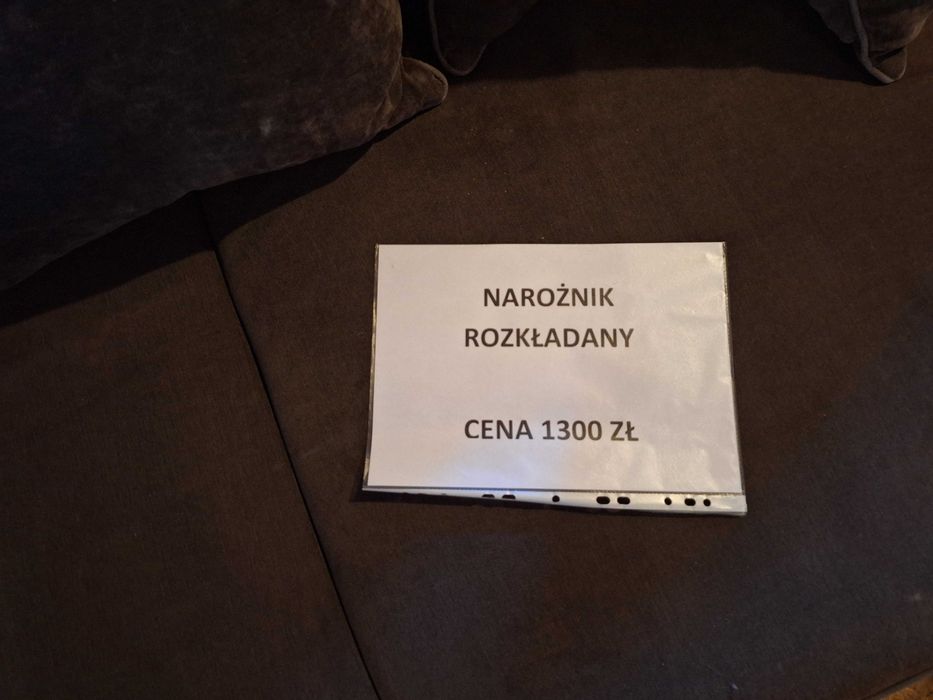 NAROŻNIK
ROZKŁADANY
CENA 1300 ZŁ